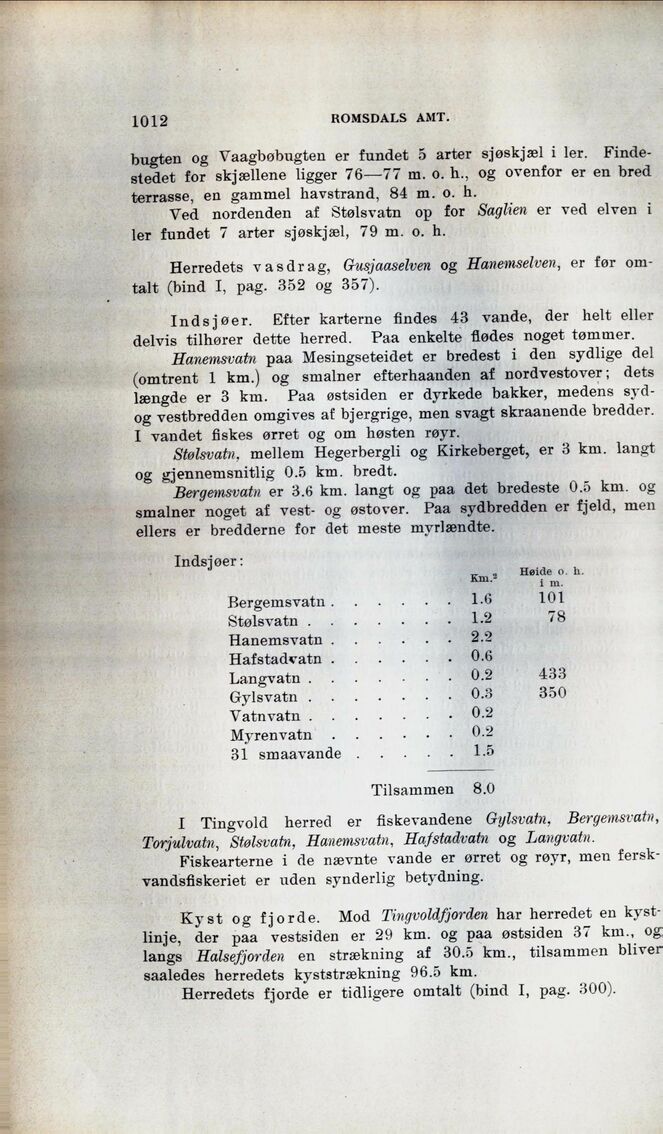 1012 ROMSDALS AMT.
bugten og Vaagbøbugten er fundet 5 arter sjøskjæl i ler. Finde-
stedet for skjællene ligger 76—77 m. o. h., og ovenfor er en bred
terrasse, en gammel havstrand, 84 m. o. h.
Ved nordenden af Stølsvatn op for Saglien er ved elven i
ler fundet 7 arter sjøskjæl, 79 m. o. h.
Herredets vasdrag, Gusjaaselven og Hanemselven, er før om-
talt (bind I, pag. 352 og 357).
Indsjøer. Efter karterne findes 43 vande, der helt eller
delvis tilhører dette herred. Paa enkelte flødes noget tømmer.
Hanemsvatn paa Mesingseteidet er bredest i den sydlige del
(omtrent 1 km.) og smalner efterhaanden af nordvestover; dets
længde er 3 km. Paa østsiden er dyrkede bakker, medens syd-
og vestbredden omgives af bjergrige, men svagt skraanende bredder.
I vandet fiskes ørret og om høsten røyr.
Stølsvatn, mellem Hegerbergli og Kirkeberget, er 3 km. langt
og gjennemsnitlig 0.5 km. bredt.
Bergemsvatn er 3.6 km. langt og paa det bredeste 0.5 km. og
smalner noget af vest- og østover. Paa sydbredden er fjeld, men
ellers er bredderne for det meste myrlændte.
Indsjøer:
Km.² Høide o. h.
i m.
Bergemsvatn . . . . . . 1.6 101
Stølsvatn . . . . . . . 1.2 78
Hanemsvatn . . . . . . 2.2
Hafstadvatn . . . . . . 0.6
Langvatn . . . . . . . 0.2 433
Gylsvatn . . . . . . . 0.3 350
Vatnvatn . . . . . . . 0.2
Myrenvatn . . . . . . 0.2
31 smaavande . . . . . 1.5
Tilsammen 8.0
I Tingvold herred er fiskevandene Gylsvatn, Bergemsvatn,
Torjulvatn, Stølsvatn, Hanemsvatn, Hafstadvatn og Langvatn.
Fiskearterne i de nævnte vande er ørret og røyr, men fersk-
vandsfiskeriet er uden synderlig betydning.
Kyst og fjorde. Mod Tingvoldfjorden har herredet en kyst-
linje, der paa vestsiden er 29 km. og paa østsiden 37 km., og
langs Halsefjorden en strækning af 30.5 km., tilsammen bliver
saaledes herredets kyststrækning 96.5 km.
Herredets fjorde er tidligere omtalt (bind I, pag. 300).